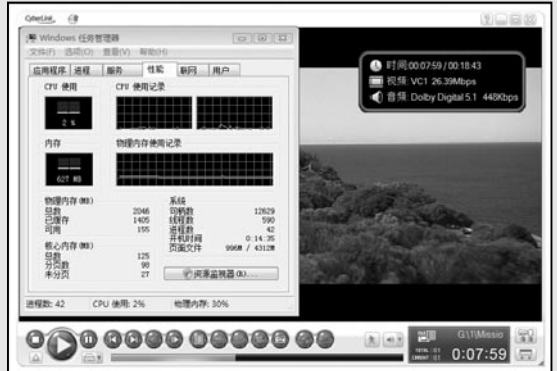 CyberLink
Windows 任务管理器
文件(F) 选项(O) 查看(V) 帮助(H)
应用程序 进程 服务 性能 联网 用户
CPU 使用 CPU 使用记录
2 %
内存 物理内存使用记录
627 MB
物理内存(MB)
总数 2046
已缓存 1405
可用 155
核心内存(MB)
总数 125
分页数 98
未分页 27
系统
句柄数 12629
线程数 590
进程数 42
开机时间 0:14:35
页面文件 996M / 4312M
资源监视器(R)...
进程数: 42 CPU 使用: 2% 物理内存: 30%
时间:00:07:59 / 00:18:43
视频: VC1 26.39Mbps
音频: Dolby Digital 5.1 448Kbps
G:\1\Missio
0:07:59